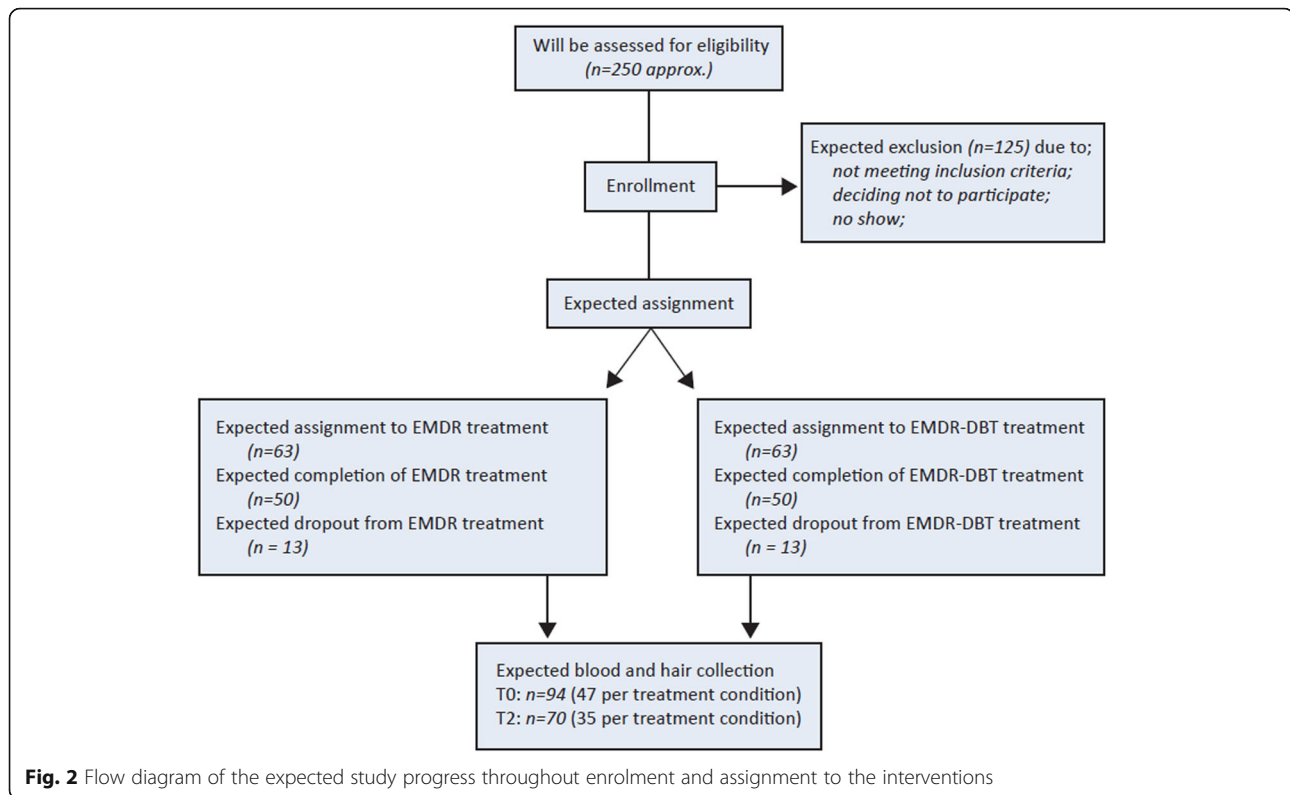 Will be assessed for eligibility
(n=250 approx.)
Expected exclusion (n=125) due to;
not meeting inclusion criteria;
deciding not to participate;
no show;
Enrollment
Expected assignment
Expected assignment to EMDR treatment
(n=63)
Expected completion of EMDR treatment
(n=50)
Expected dropout from EMDR treatment
(n = 13)
Expected assignment to EMDR-DBT treatment
(n=63)
Expected completion of EMDR-DBT treatment
(n=50)
Expected dropout from EMDR-DBT treatment
(n = 13)
Expected blood and hair collection
T0: n=94 (47 per treatment condition)
T2: n=70 (35 per treatment condition)
Fig. 2 Flow diagram of the expected study progress throughout enrolment and assignment to the interventions